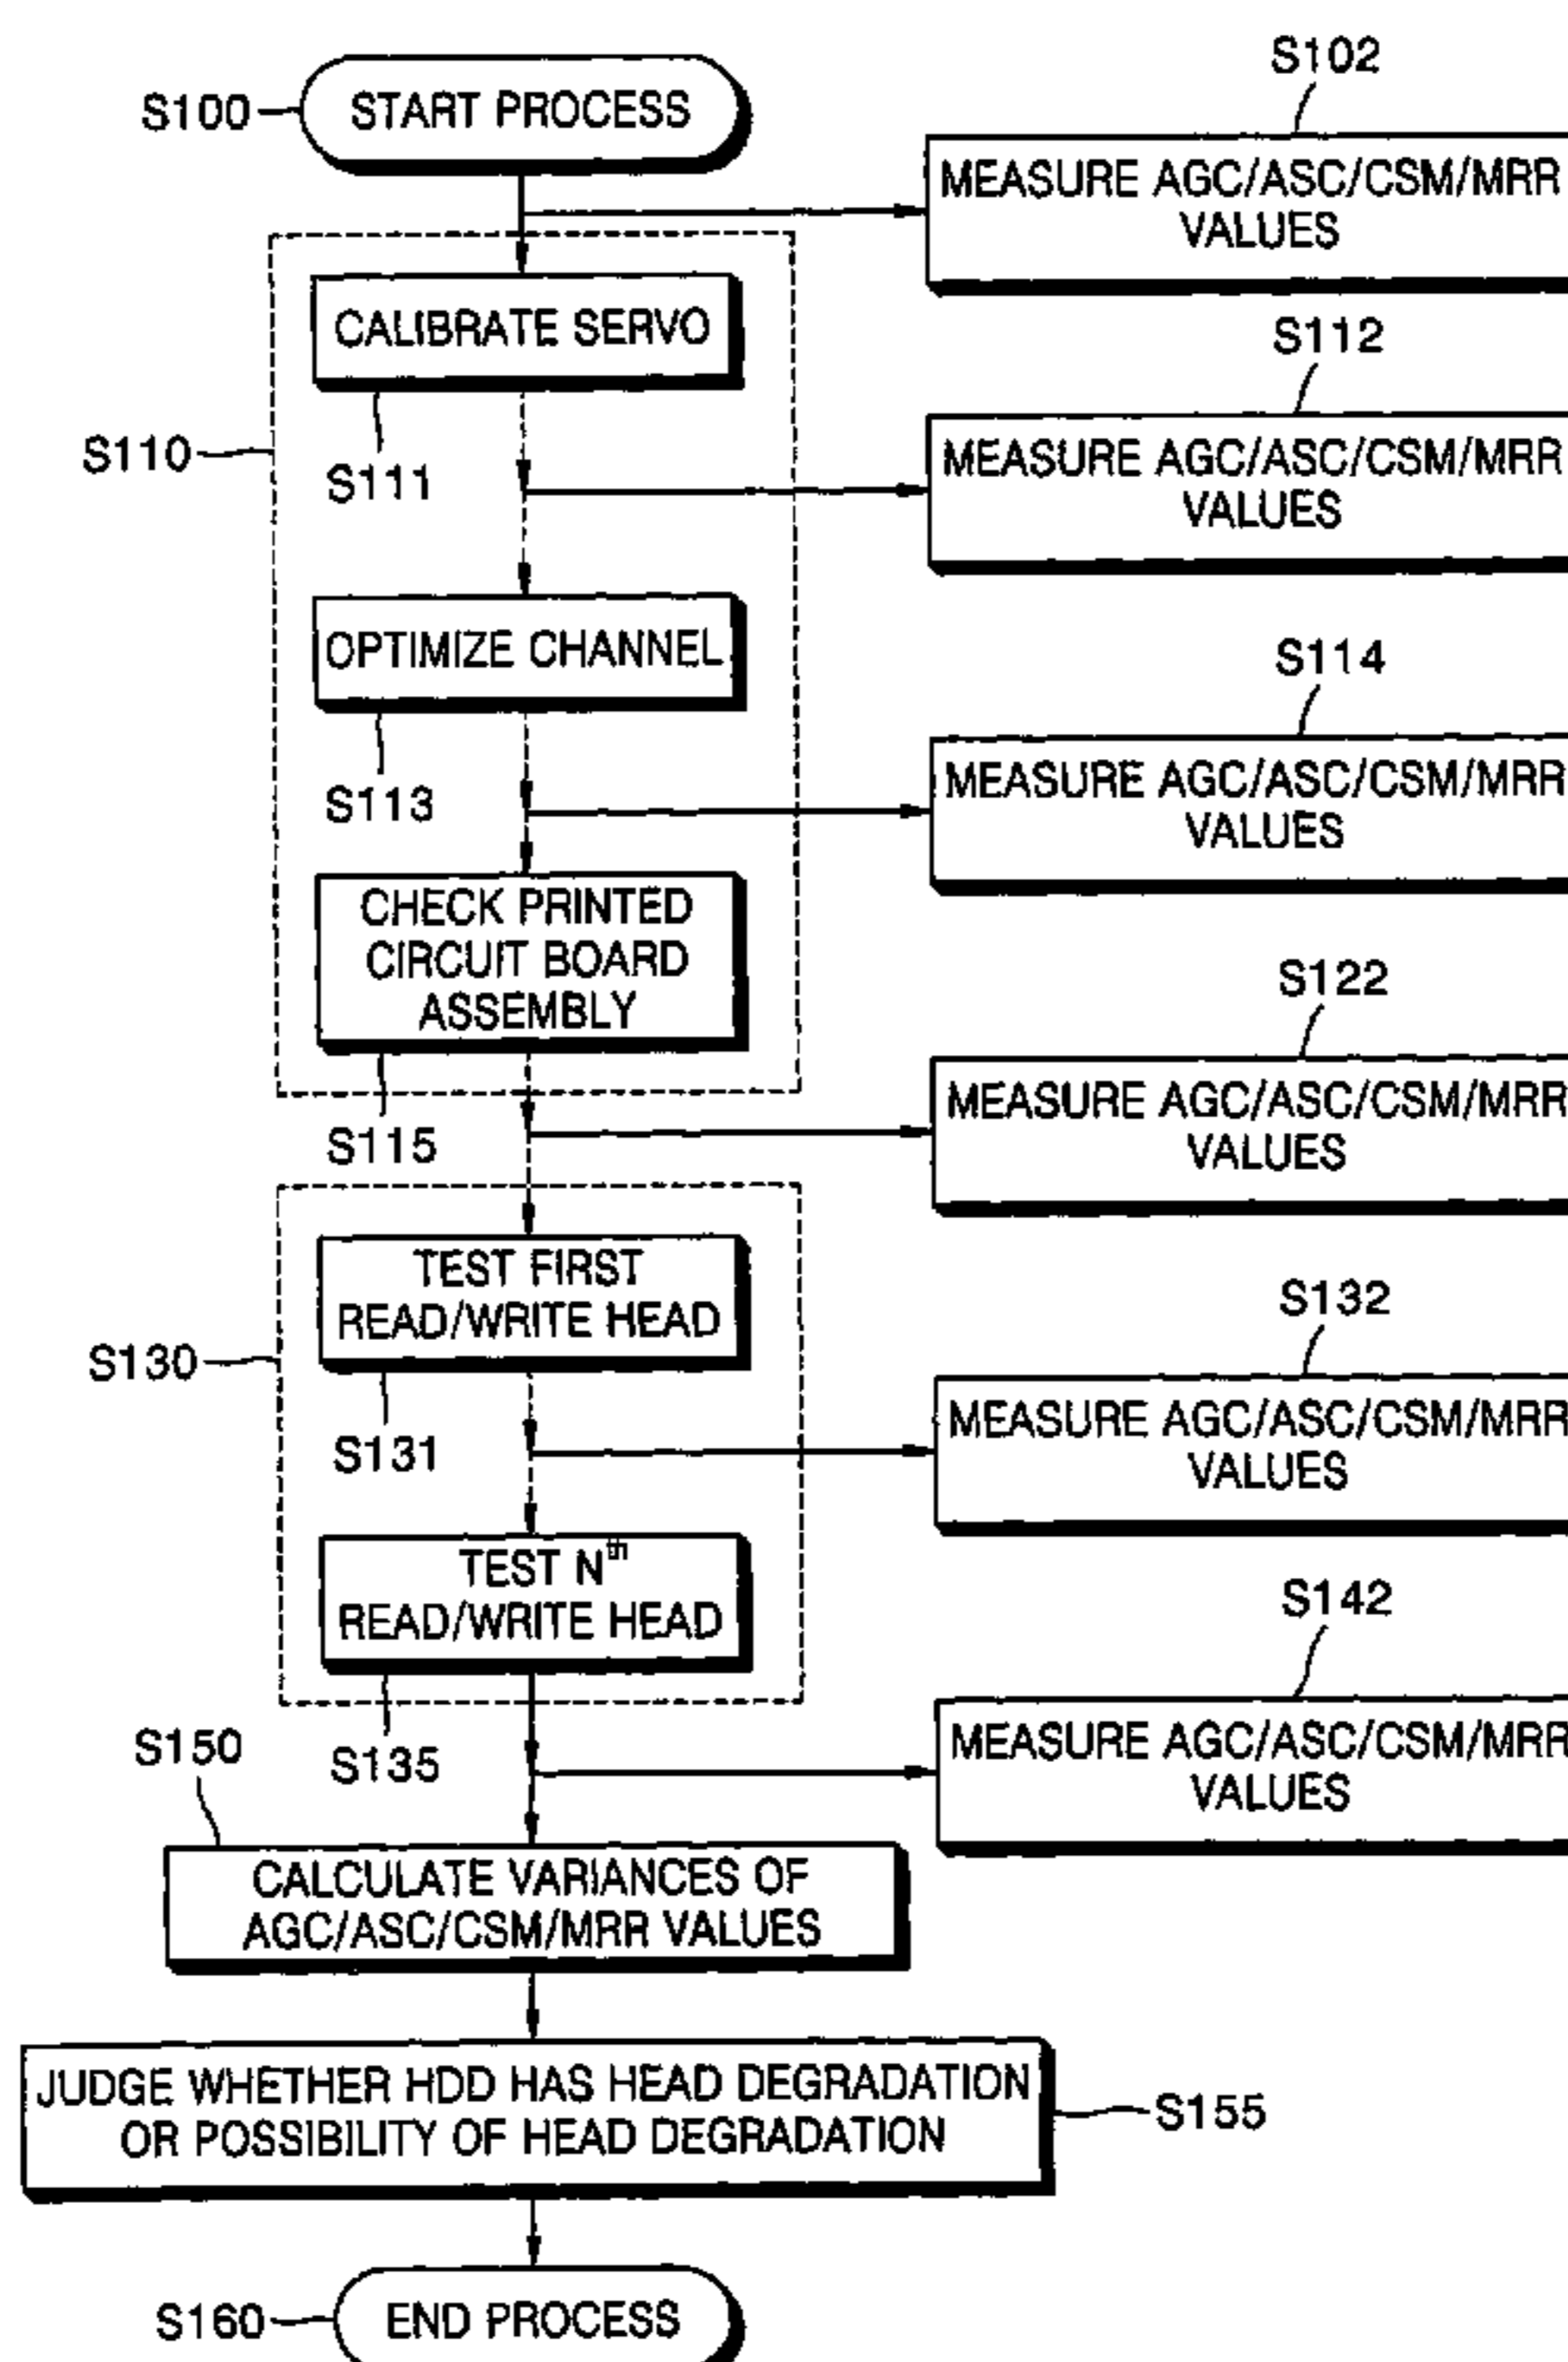 S102
S100
START PROCESS
MEASURE AGC/ASC/CSM/MRR
VALUES
CALIBRATE SERVO
S112
S110
S111
MEASURE AGC/ASC/CSM/MRR
VALUES
OPTIMIZE CHANNEL
S114
S113
MEASURE AGC/ASC/CSM/MRR
VALUES
CHECK PRINTED
CIRCUIT BOARD
ASSEMBLY
S122
S115
MEASURE AGC/ASC/CSM/MRR
VALUES
TEST FIRST
READ/WRITE HEAD
S132
S130
S131
MEASURE AGC/ASC/CSM/MRR
VALUES
TEST Nth
READ/WRITE HEAD
S142
S150
S135
MEASURE AGC/ASC/CSM/MRR
VALUES
CALCULATE VARIANCES OF
AGC/ASC/CSM/MRR VALUES
JUDGE WHETHER HDD HAS HEAD DEGRADATION
OR POSSIBILITY OF HEAD DEGRADATION
S155
S160
END PROCESS